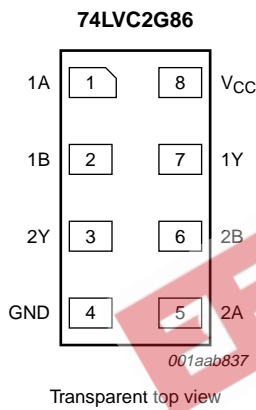 74LVC2G86
1A 1 8 VCC
1B 2 7 1Y
2Y 3 6 2B
GND 4 5 2A
001aab837
Transparent top view